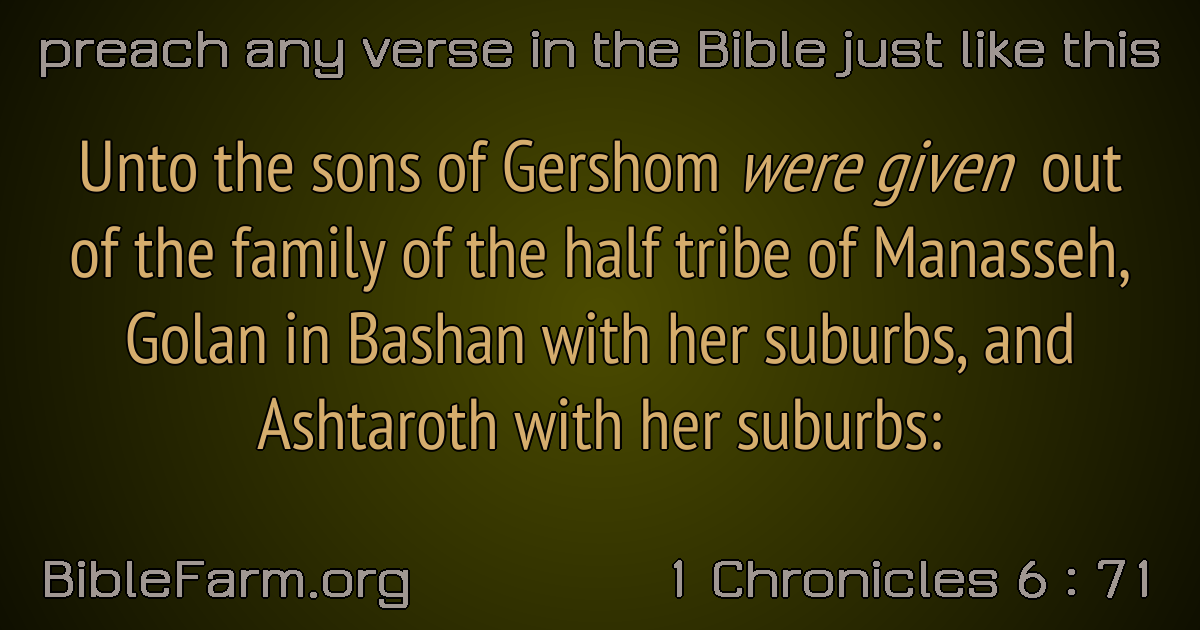 preach any verse in the Bible just like this
Unto the sons of Gershom were given out
of the family of the half tribe of Manasseh,
Golan in Bashan with her suburbs, and
Ashtaroth with her suburbs:
BibleFarm.org
1 Chronicles 6 : 71